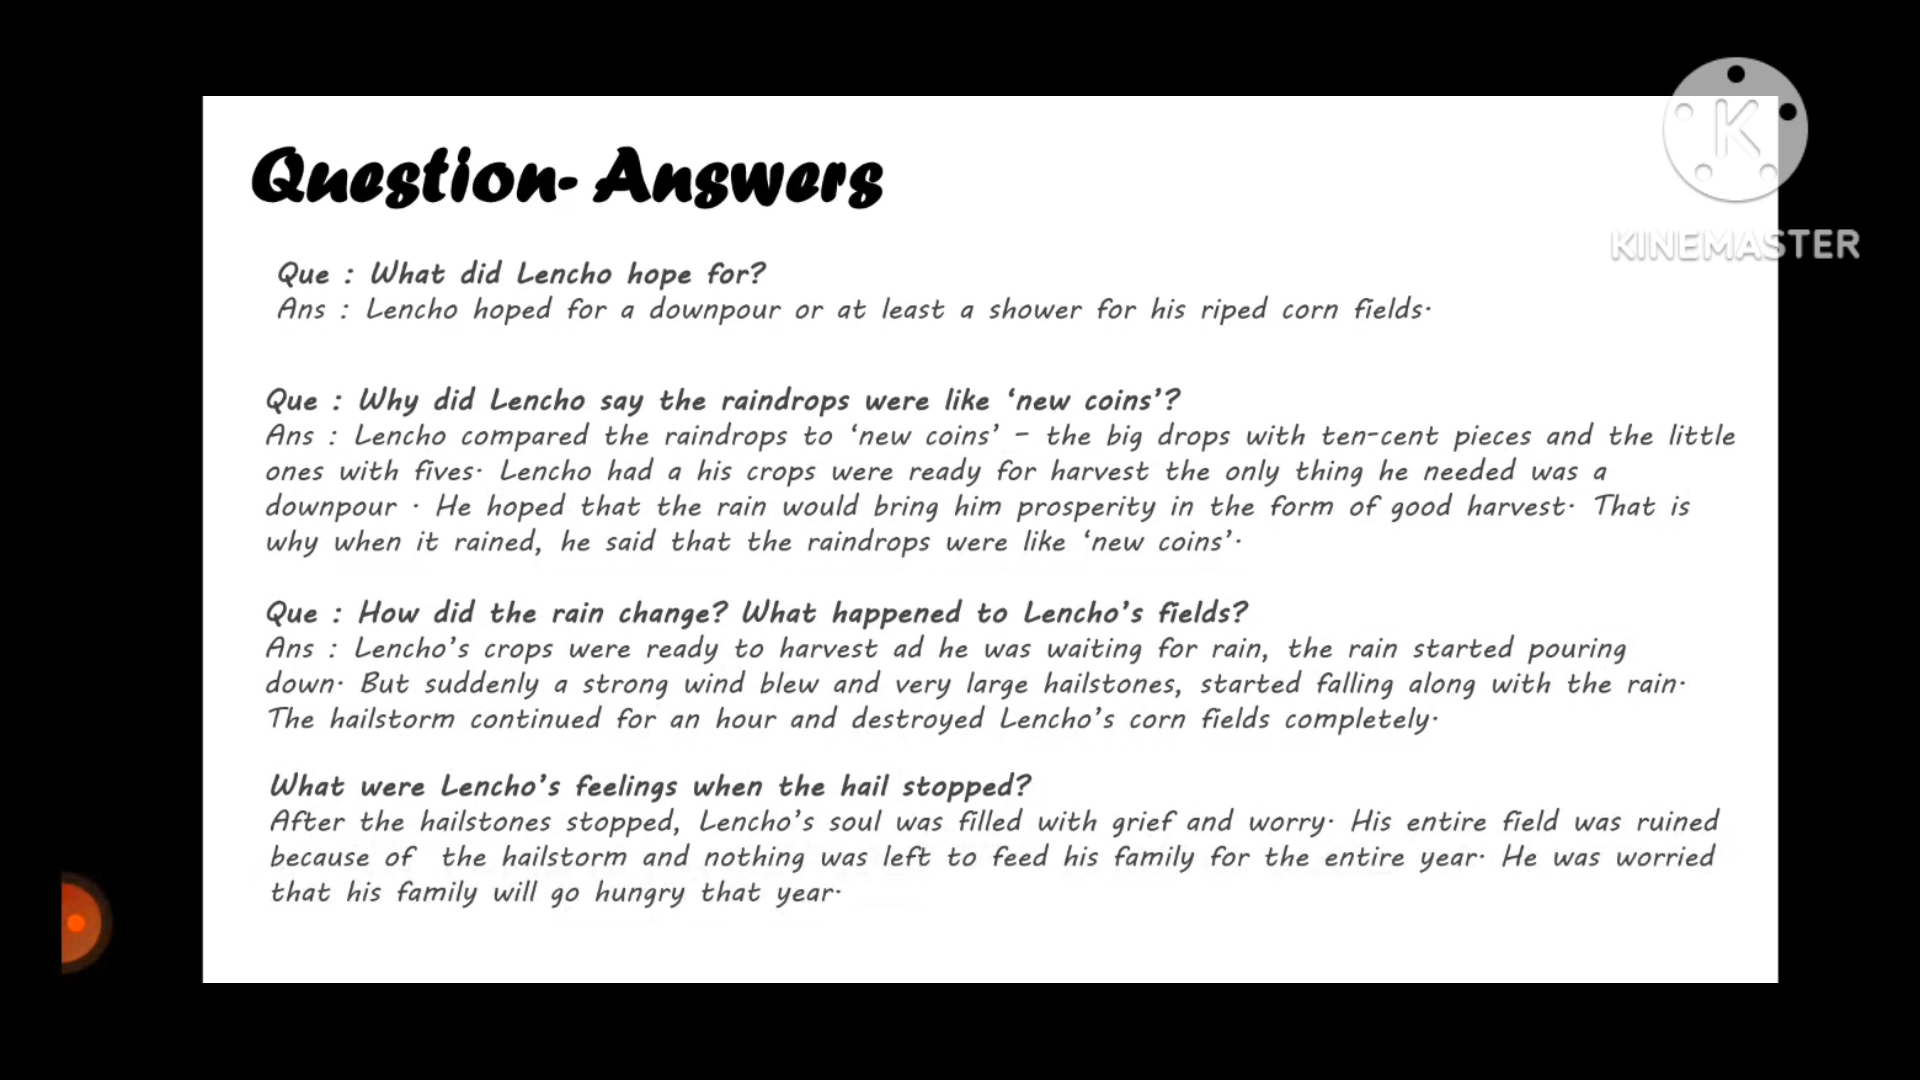 Question- Answers
K
KINEMASTER
Que : What did Lencho hope for?
Ans : Lencho hoped for a downpour or at least a shower for his riped corn fields.
Que : Why did Lencho say the raindrops were like ‘new coins’?
Ans : Lencho compared the raindrops to ‘new coins’ – the big drops with ten-cent pieces and the little
ones with fives. Lencho had a his crops were ready for harvest the only thing he needed was a
downpour . He hoped that the rain would bring him prosperity in the form of good harvest. That is
why when it rained, he said that the raindrops were like ‘new coins’.
Que : How did the rain change? What happened to Lencho’s fields?
Ans : Lencho’s crops were ready to harvest ad he was waiting for rain, the rain started pouring
down. But suddenly a strong wind blew and very large hailstones, started falling along with the rain.
The hailstorm continued for an hour and destroyed Lencho’s corn fields completely.
What were Lencho’s feelings when the hail stopped?
After the hailstones stopped, Lencho’s soul was filled with grief and worry. His entire field was ruined
because of the hailstorm and nothing was left to feed his family for the entire year. He was worried
that his family will go hungry that year.